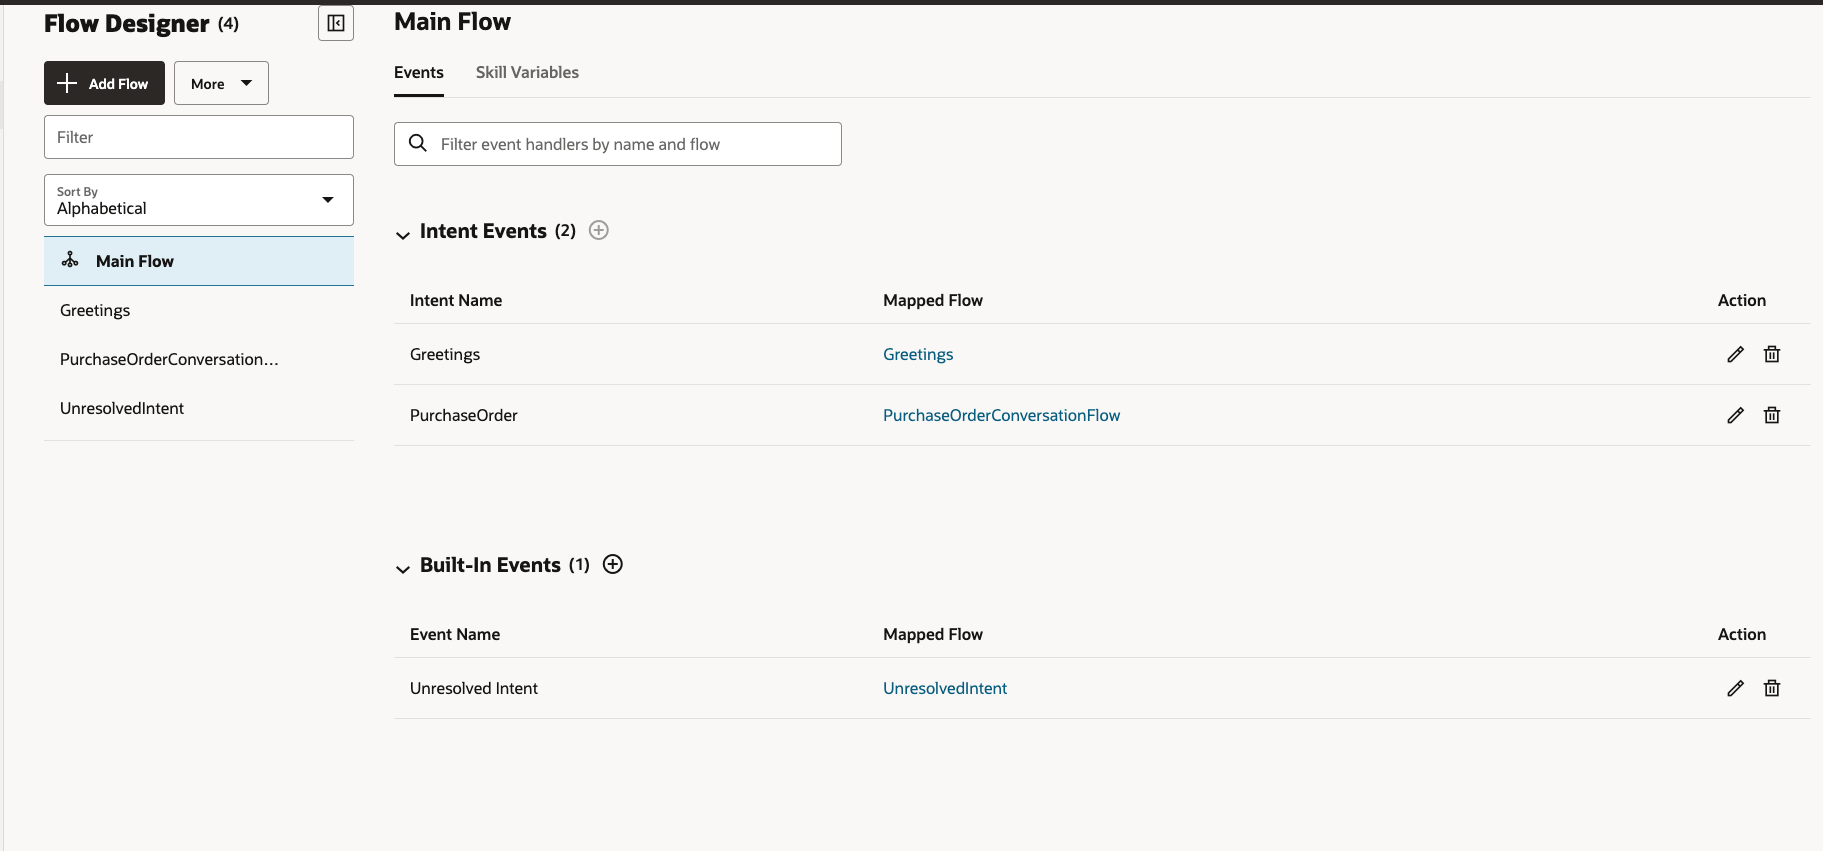 Flow Designer (4)
Add Flow
More
Filter
Sort By
Alphabetical
Main Flow
Greetings
PurchaseOrderConversation...
UnresolvedIntent
Main Flow
Events
Skill Variables
Filter event handlers by name and flow
Intent Events (2)
Intent Name Mapped Flow Action
Greetings Greetings
PurchaseOrder PurchaseOrderConversationFlow
Built-In Events (1)
Event Name Mapped Flow Action
Unresolved Intent UnresolvedIntent